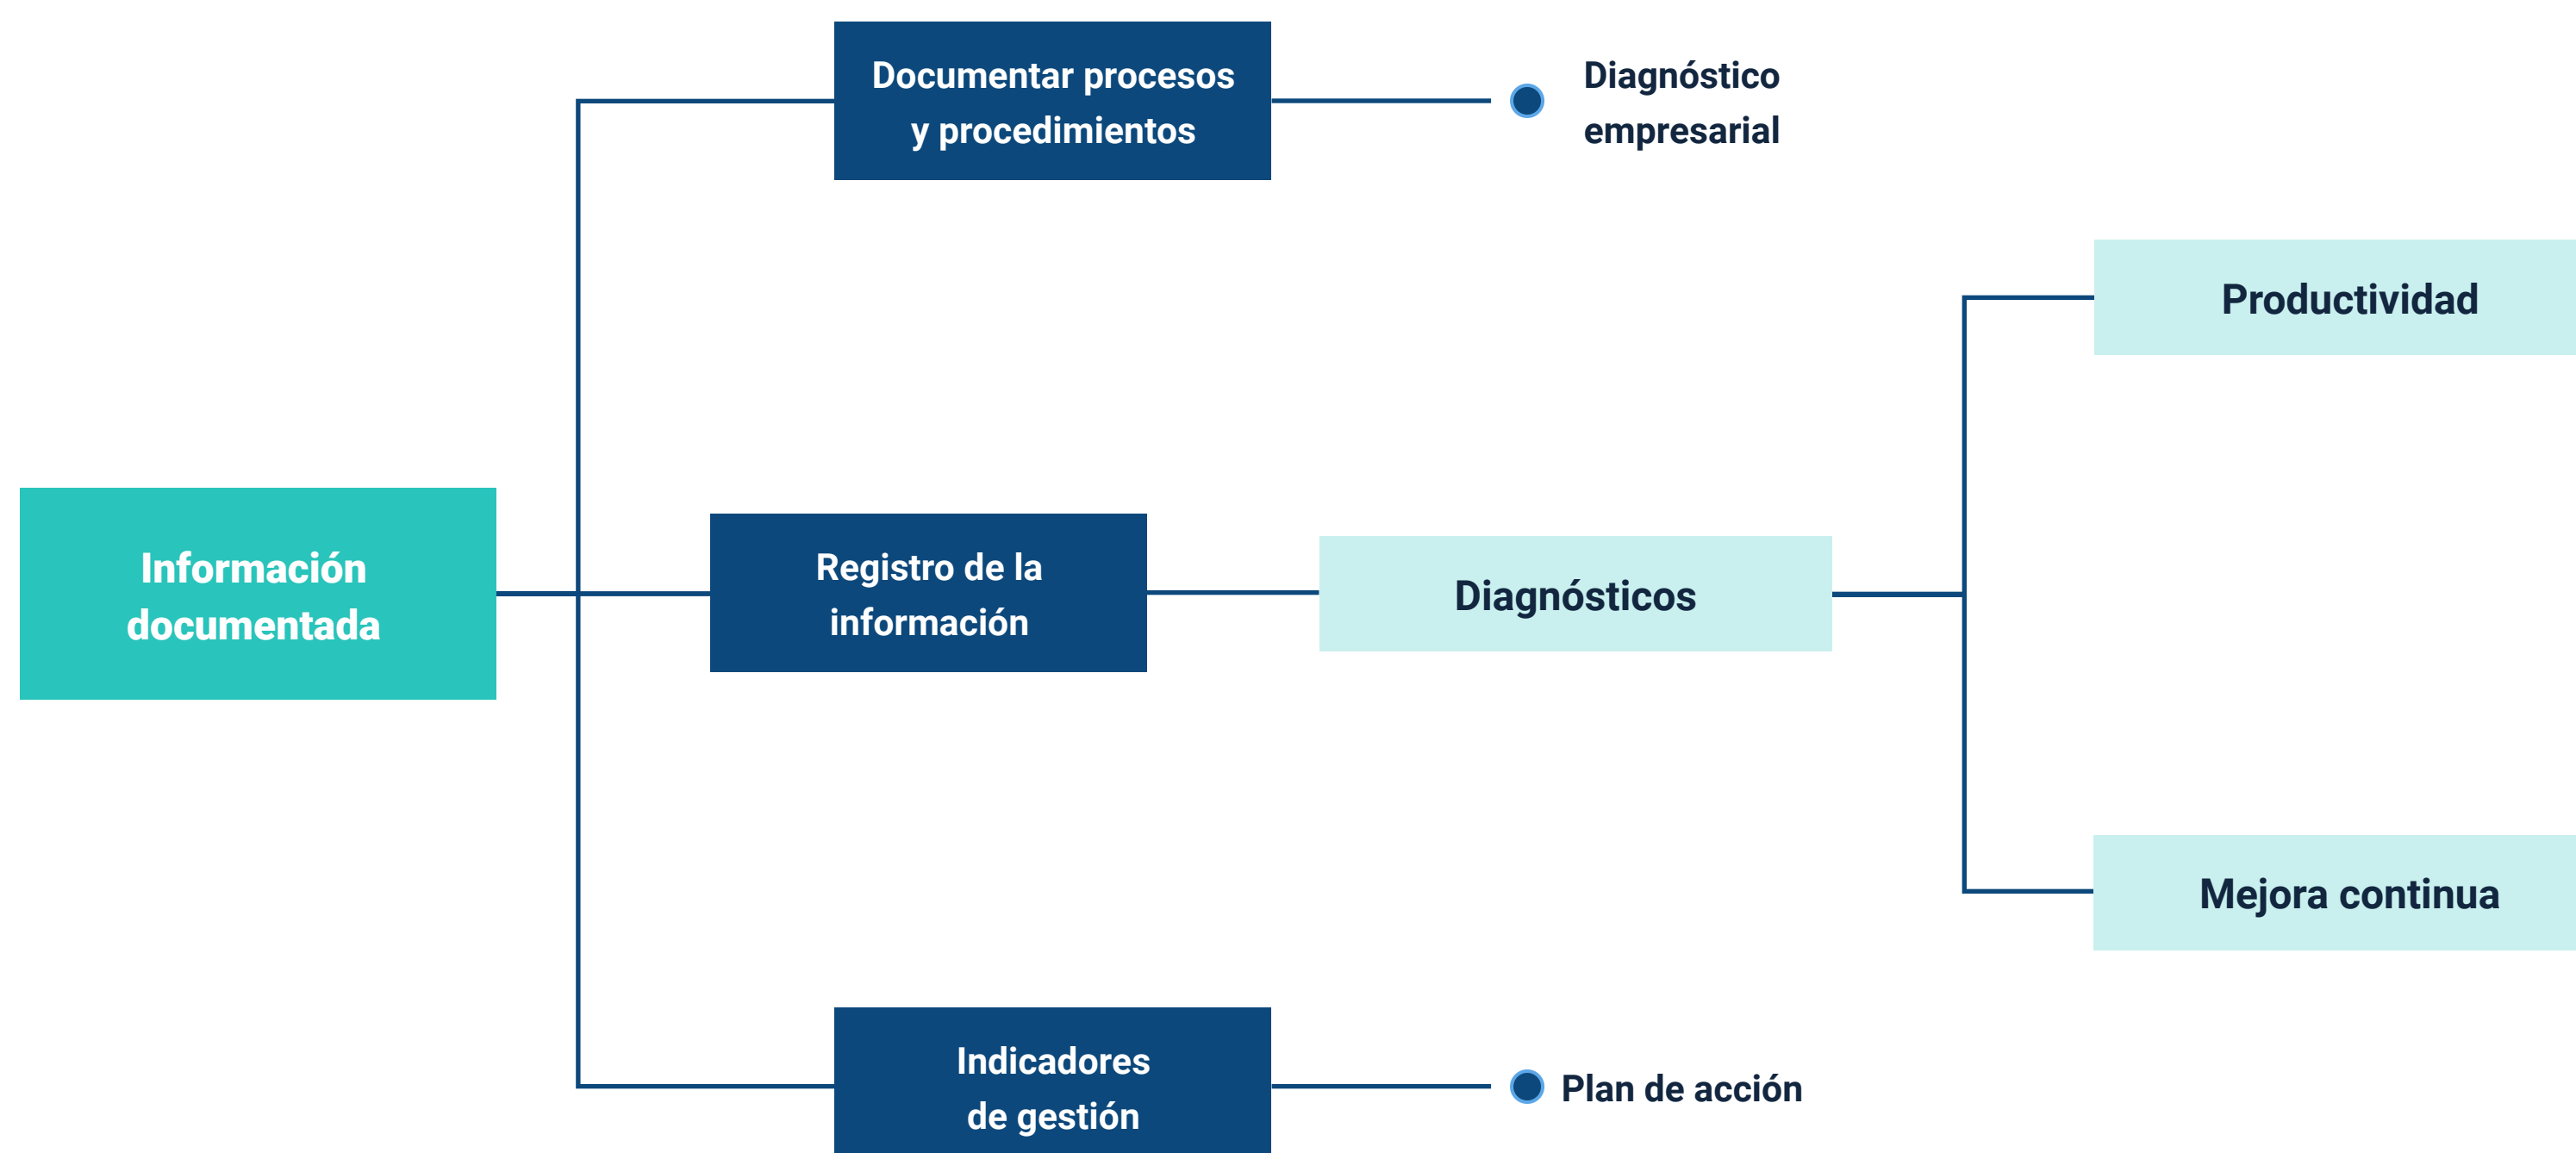 Documentar procesos
y procedimientos
Diagnóstico
empresarial
Productividad
Información
documentada
Registro de la
información
Diagnósticos
Mejora continua
Indicadores
de gestión
Plan de acción